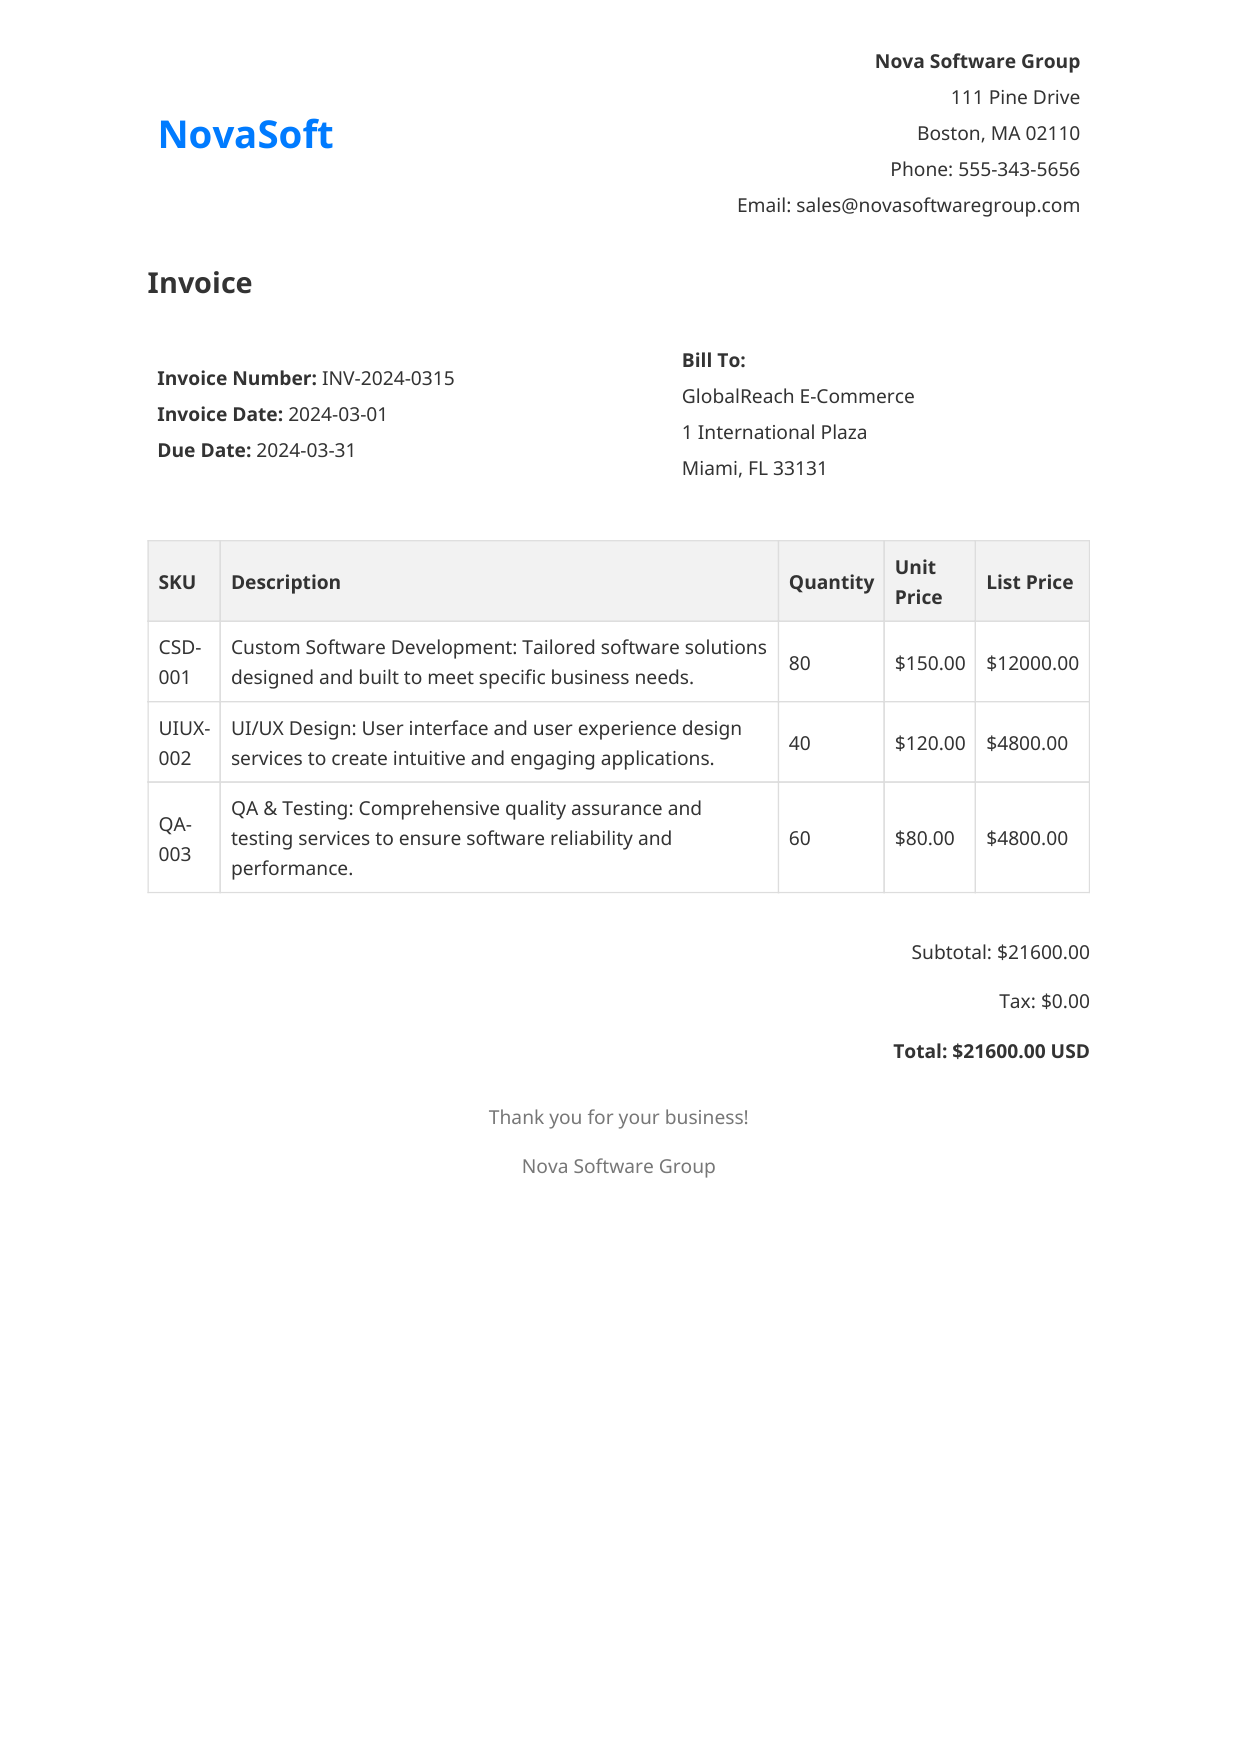 NovaSoft
Nova Software Group
111 Pine Drive
Boston, MA 02110
Phone: 555-343-5656
Email: sales@novasoftwaregroup.com
Invoice
Invoice Number: INV-2024-0315
Invoice Date: 2024-03-01
Due Date: 2024-03-31
Bill To:
GlobalReach E-Commerce
1 International Plaza
Miami, FL 33131
SKU Description Quantity Unit Price List Price
CSD-
001
Custom Software Development: Tailored software solutions
designed and built to meet specific business needs.
80 $150.00 $12000.00
UIUX-
002
UI/UX Design: User interface and user experience design
services to create intuitive and engaging applications.
40 $120.00 $4800.00
QA-
003
QA & Testing: Comprehensive quality assurance and
testing services to ensure software reliability and
performance.
60 $80.00 $4800.00
Subtotal: $21600.00
Tax: $0.00
Total: $21600.00 USD
Thank you for your business!
Nova Software Group